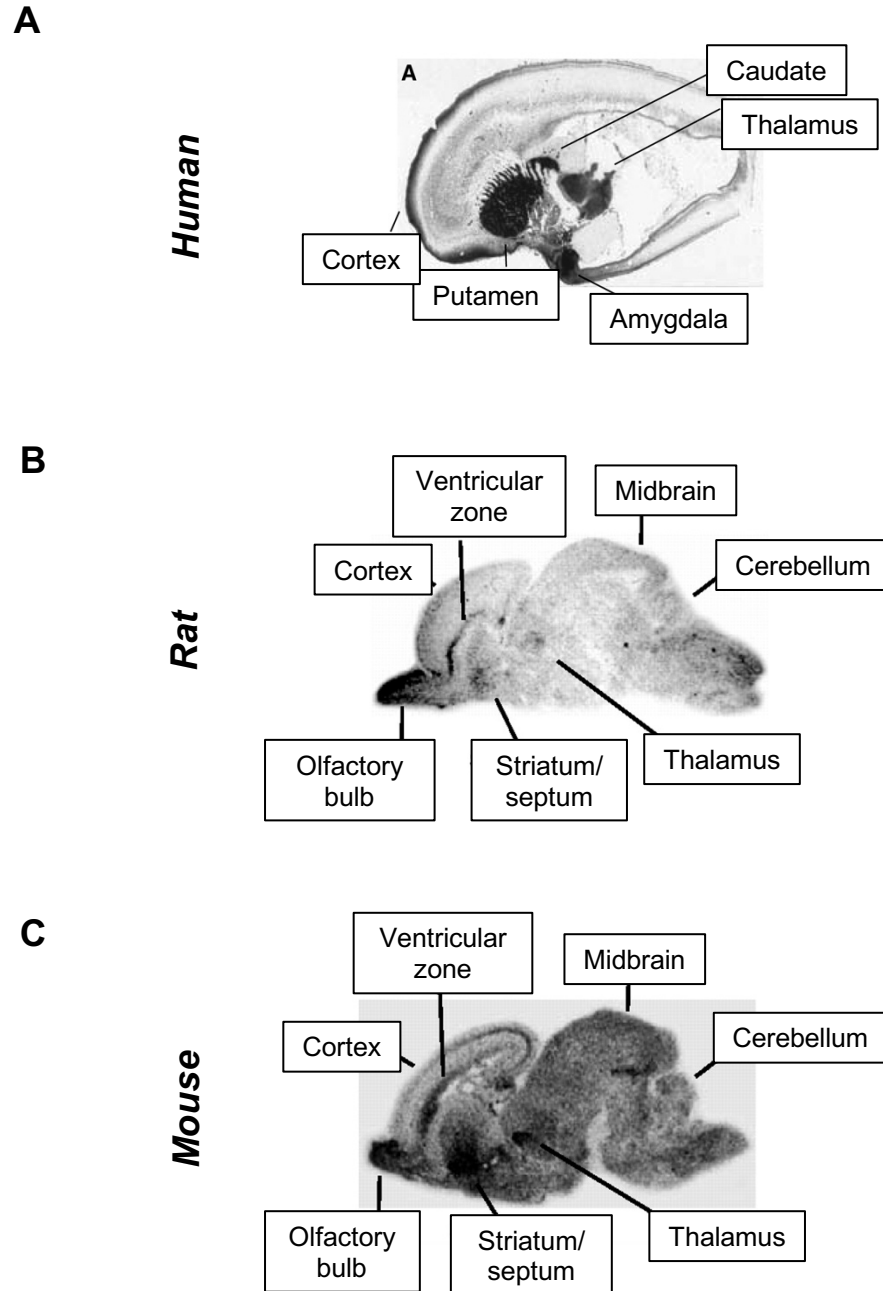 A
Human
A
Caudate
Thalamus
Cortex
Putamen
Amygdala
B
Rat
Ventricular
zone
Midbrain
Cortex
Cerebellum
Olfactory
bulb
Striatum/
septum
Thalamus
C
Mouse
Ventricular
zone
Midbrain
Cortex
Cerebellum
Olfactory
bulb
Striatum/
septum
Thalamus